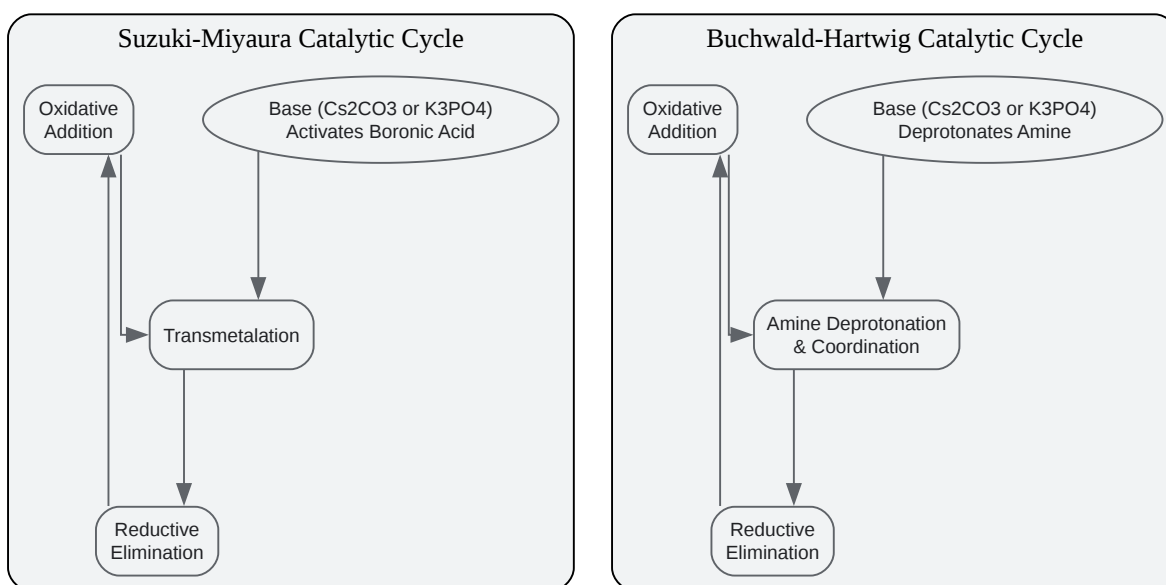 Suzuki-Miyaura Catalytic Cycle
Oxidative
Addition
Base (Cs2CO3 or K3PO4)
Activates Boronic Acid
Transmetalation
Reductive
Elimination
Buchwald-Hartwig Catalytic Cycle
Oxidative
Addition
Base (Cs2CO3 or K3PO4)
Deprotonates Amine
Amine Deprotonation
& Coordination
Reductive
Elimination